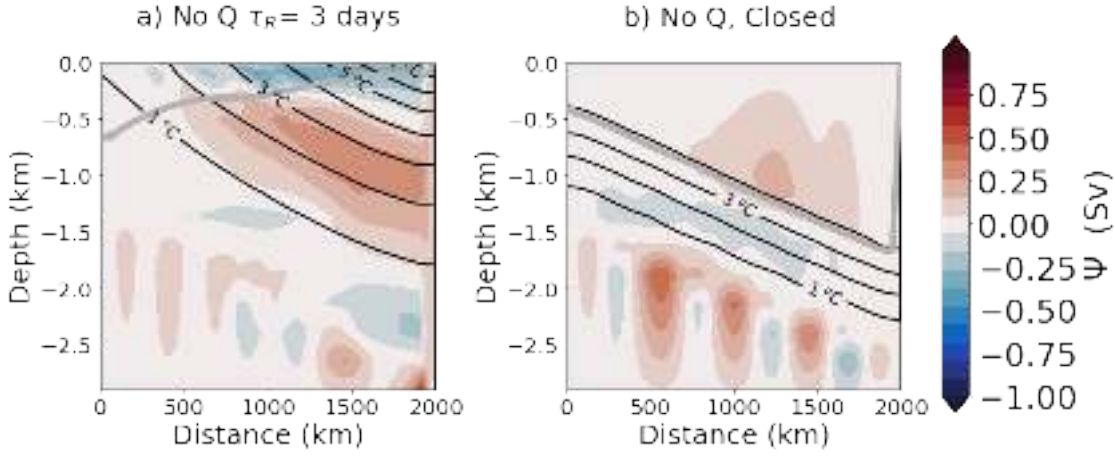 a) No Q τR= 3 days
b) No Q, Closed
0.0
−0.5
−1.0
−1.5
−2.0
−2.5
Depth (km)
0
500
1000
1500
2000
Distance (km)
3 °C
1 °C
0.0
−0.5
−1.0
−1.5
−2.0
−2.5
Depth (km)
0
500
1000
1500
2000
Distance (km)
3 °C
1 °C
0.75
0.50
0.25
0.00
−0.25
−0.50
−0.75
−1.00
Ψ (Sv)